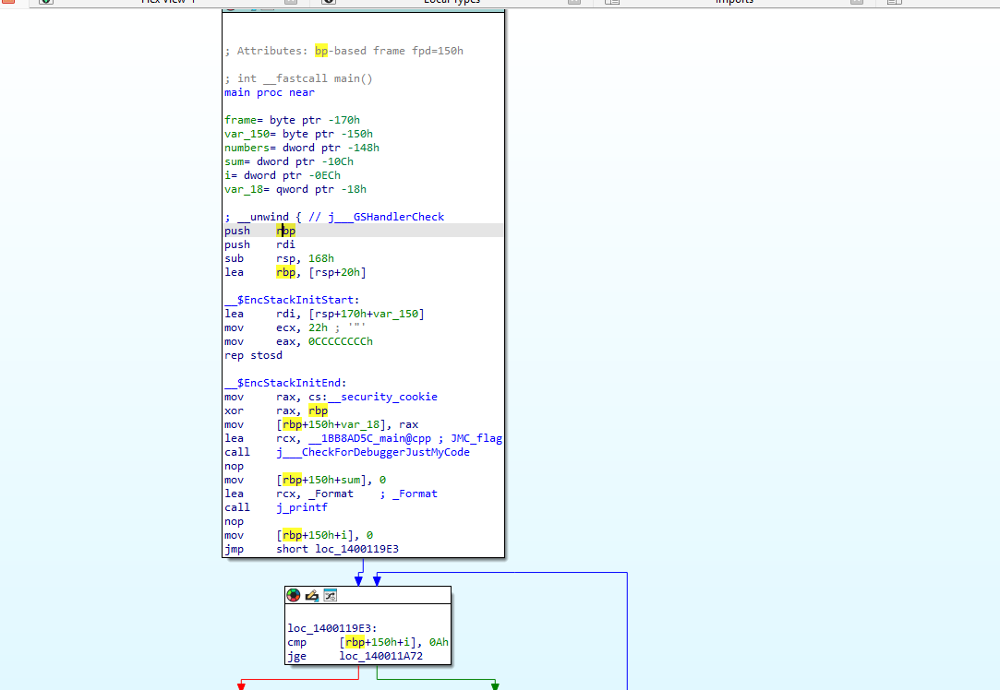 Local Types
Imports
; Attributes: bp-based frame fpd=150h
; int __fastcall main()
main proc near
frame= byte ptr -170h
var_150= byte ptr -150h
numbers= dword ptr -148h
sum= dword ptr -10Ch
i= dword ptr -0ECh
var_18= qword ptr -18h
; __unwind { // j___GSHandlerCheck
push    rbp
push    rdi
sub     rsp, 168h
lea     rbp, [rsp+20h]
__$EncStackInitStart:
lea     rdi, [rsp+170h+var_150]
mov     ecx, 22h ; '"'
mov     eax, 0CCCCCCCCh
rep stosd
__$EncStackInitEnd:
mov     rax, cs:__security_cookie
xor     rax, rbp
mov     [rbp+150h+var_18], rax
lea     rcx, __1BB8AD5C_main@cpp ; JMC_flag
call    j___CheckForDebuggerJustMyCode
nop
mov     [rbp+150h+sum], 0
lea     rcx, _Format    ; _Format
call    j_printf
nop
mov     [rbp+150h+i], 0
jmp     short loc_1400119E3
loc_1400119E3:
cmp     [rbp+150h+i], 0Ah
jge     loc_140011A72